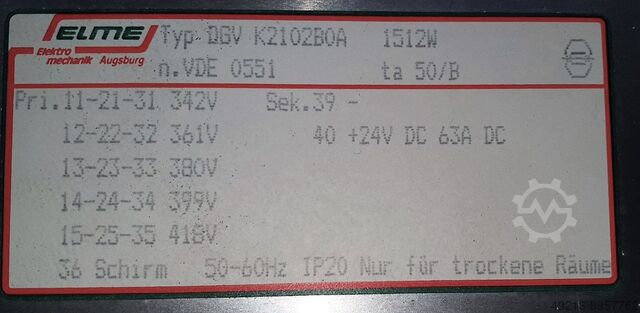 ELME
Elektro
mechanik Augsburg
Typ DGV K2102B0A 1512W
n.VDE 0551 ta 50/B
Pri.11-21-31 342V Sek.39 -
12-22-32 361V 40 +24V DC 63A DC
13-23-33 380V
14-24-34 399V
15-25-35 418V
36 Schirm 50-60Hz IP20 Nur für trockene Räume